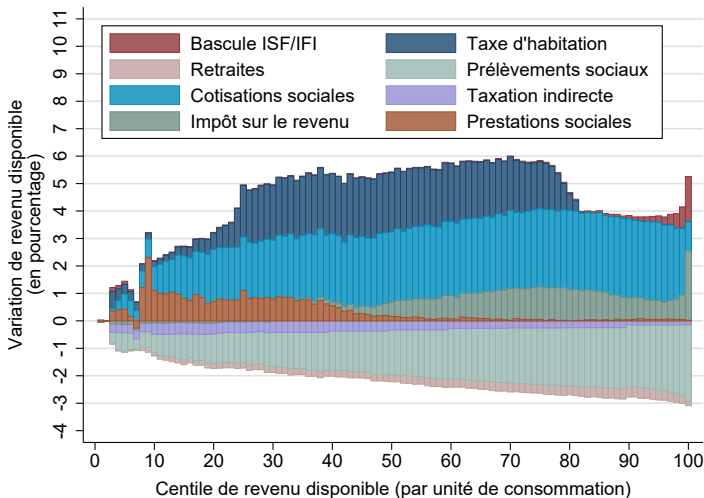 Variation de revenu disponible
(en pourcentage)
11
10
9
8
7
6
5
4
3
2
1
0
-1
-2
-3
-4
Bascule ISF/IFI
Taxe d'habitation
Retraites
Prélèvements sociaux
Cotisations sociales
Taxation indirecte
Impôt sur le revenu
Prestations sociales
0 10 20 30 40 50 60 70 80 90 100
Centile de revenu disponible (par unité de consommation)